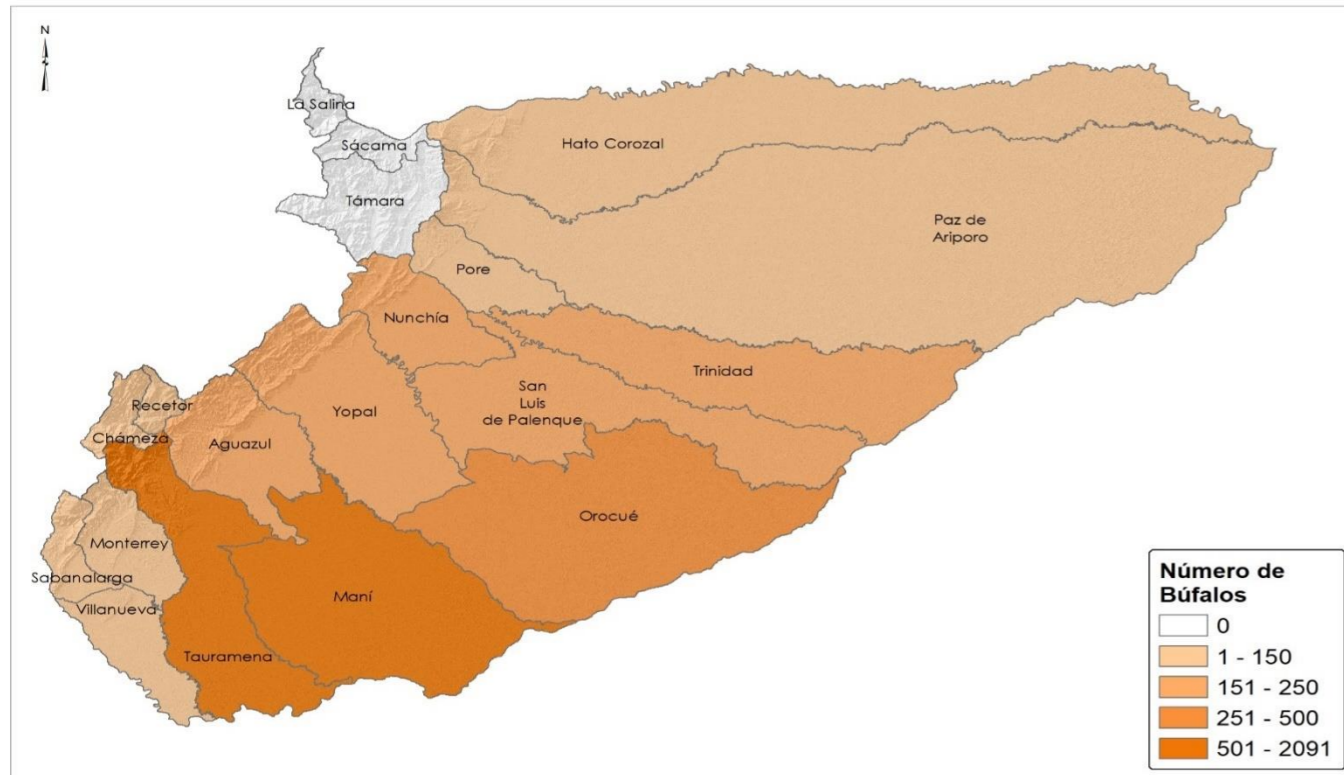 N
La Salina
Sácama
Hato Corozal
Támara
Paz de
Ariporo
Pore
Nunchía
Trinidad
San
Luis
de Palenque
Recetor
Yopal
Chámeza
Aguazul
Orocué
Monterrey
Sabanalarga
Villanueva
Maní
Tauramena
Número de
Búfalos
0
1 - 150
151 - 250
251 - 500
501 - 2091